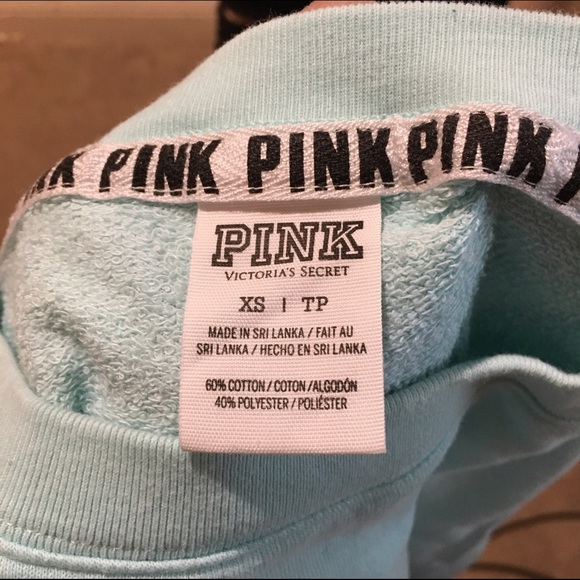 PINK PINK PINK PINK
PINK
VICTORIA'S SECRET
XS | TP
MADE IN SRI LANKA / FAIT AU
SRI LANKA / HECHO EN SRI LANKA
60% COTTON / COTON / ALGODÓN
40% POLYESTER / POLIÉSTER